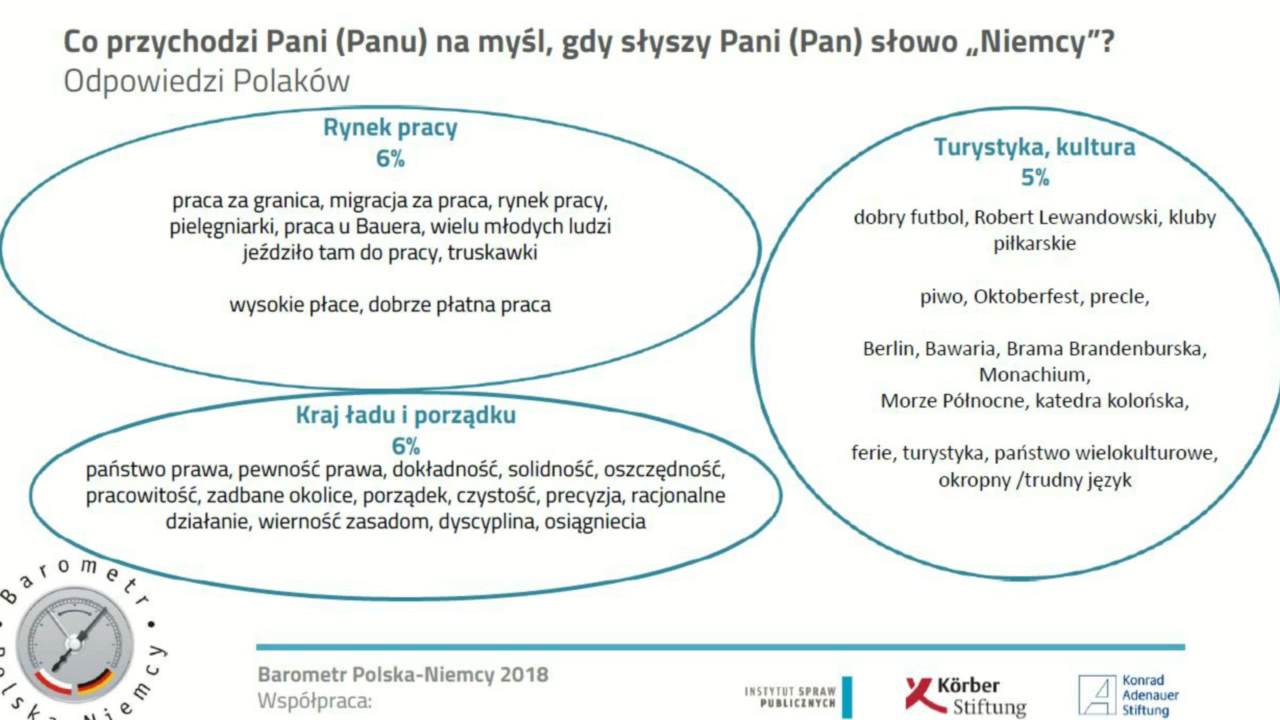 Co przychodzi Pani (Panu) na myśl, gdy słyszy Pani (Pan) słowo „Niemcy”?
Odpowiedzi Polaków
Rynek pracy
6%
praca za granica, migracja za praca, rynek pracy,
pielęgniarki, praca u Bauera, wielu młodych ludzi
jeździło tam do pracy, truskawki
wysokie płace, dobrze płatna praca
Kraj ładu i porządku
6%
państwo prawa, pewność prawa, dokładność, solidność, oszczędność,
pracowitość, zadbane okolice, porządek, czystość, precyzja, racjonalne
działanie, wierność zasadom, dyscyplina, osiągniecia
Turystyka, kultura
5%
dobry futbol, Robert Lewandowski, kluby
piłkarskie
piwo, Oktoberfest, precle,
Berlin, Bawaria, Brama Brandenburska,
Monachium,
Morze Północne, katedra kolońska,
ferie, turystyka, państwo wielokulturowe,
okropny /trudny język
Barometr • Polska-Niemcy •
Barometr Polska-Niemcy 2018
Współpraca:
INSTYTUT SPRAW
PUBLICZNYCH
Körber
Stiftung
Konrad
Adenauer
Stiftung